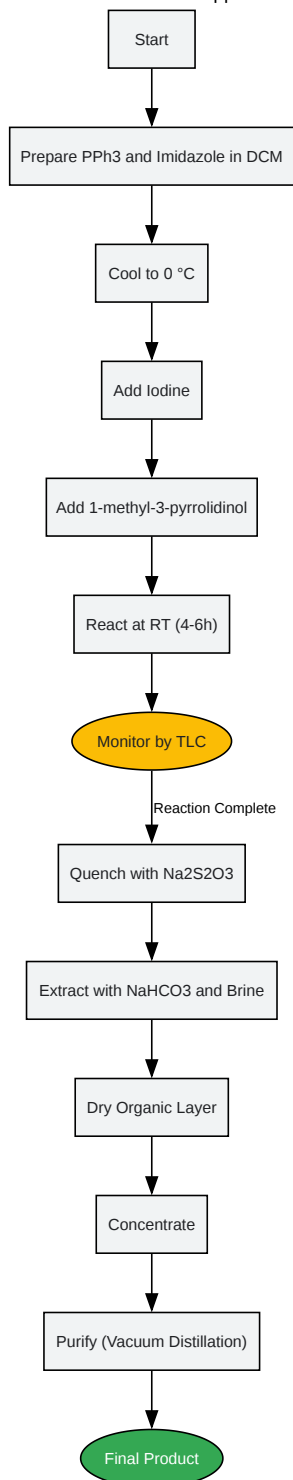 Start
Prepare PPh3 and Imidazole in DCM
Cool to 0 °C
Add Iodine
Add 1-methyl-3-pyrrolidinol
React at RT (4-6h)
Monitor by TLC
Reaction Complete
Quench with Na2S2O3
Extract with NaHCO3 and Brine
Dry Organic Layer
Concentrate
Purify (Vacuum Distillation)
Final Product